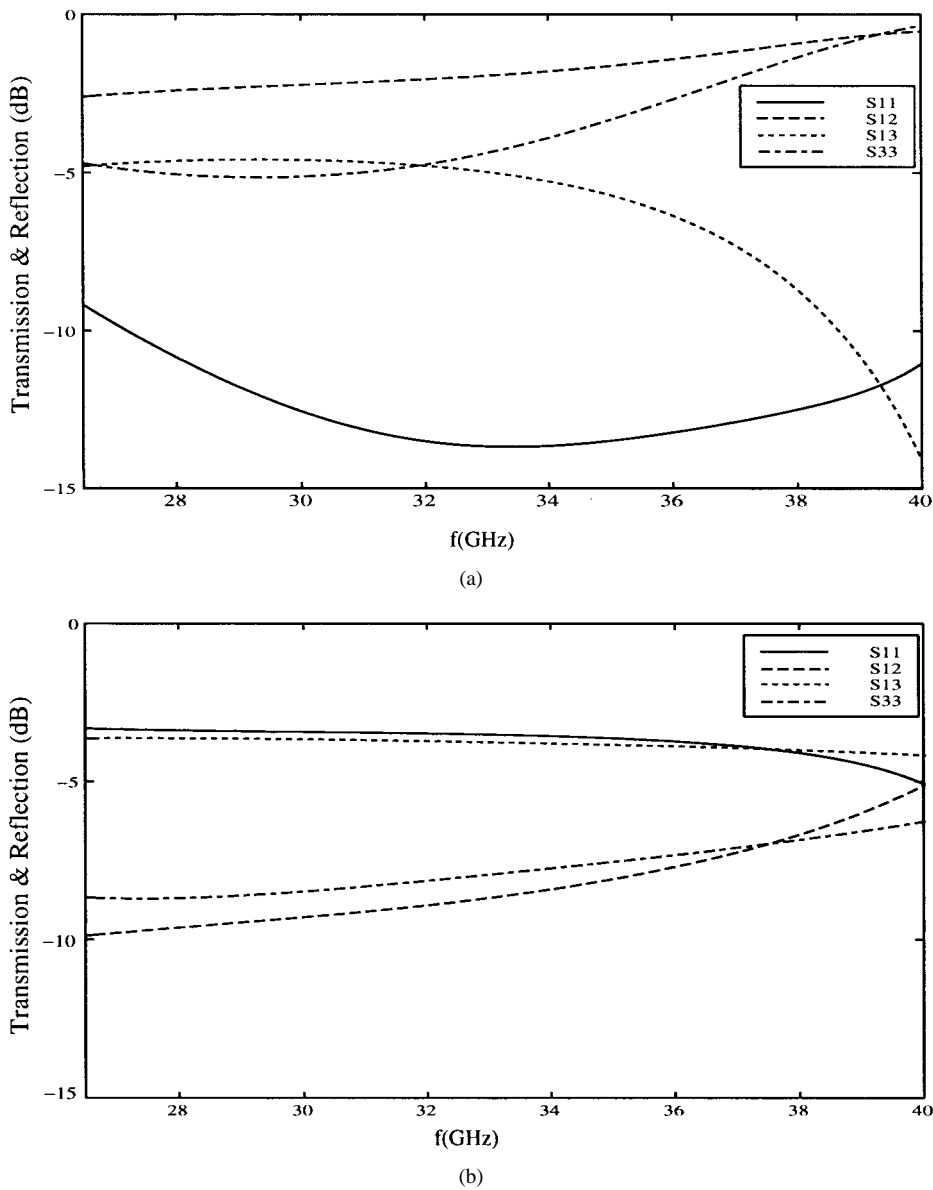 0
-5
-10
-15
Transmission & Reflection (dB)
S11
S12
S13
S33
28 30 32 34 36 38 40
f(GHz)
(a)
0
-5
-10
-15
Transmission & Reflection (dB)
S11
S12
S13
S33
28 30 32 34 36 38 40
f(GHz)
(b)